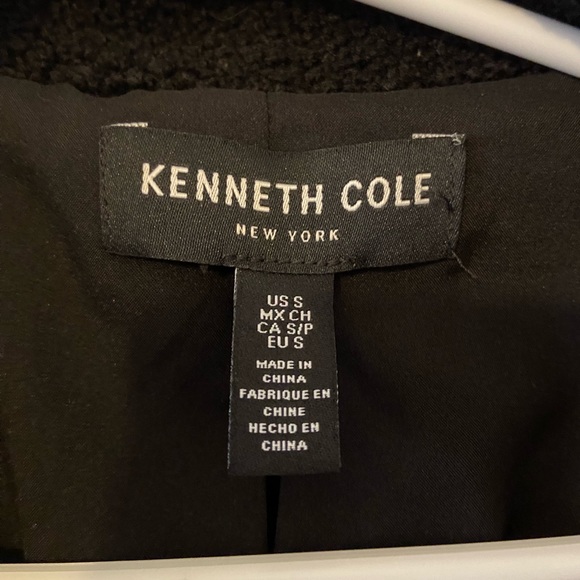 KENNETH COLE
NEW YORK
US S
MX CH
CA S/P
EU S
MADE IN
CHINA
FABRIQUE EN
CHINE
HECHO EN
CHINA